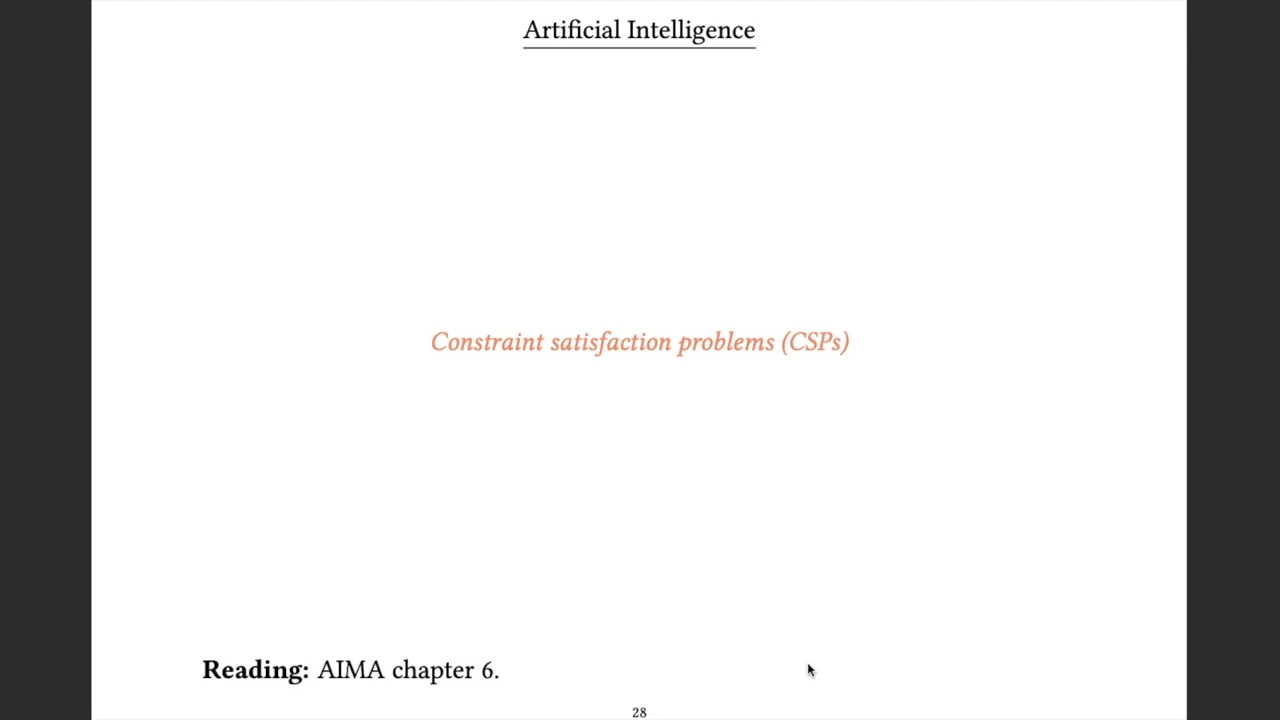 Artificial Intelligence
Constraint satisfaction problems (CSPs)
Reading: AIMA chapter 6.
28